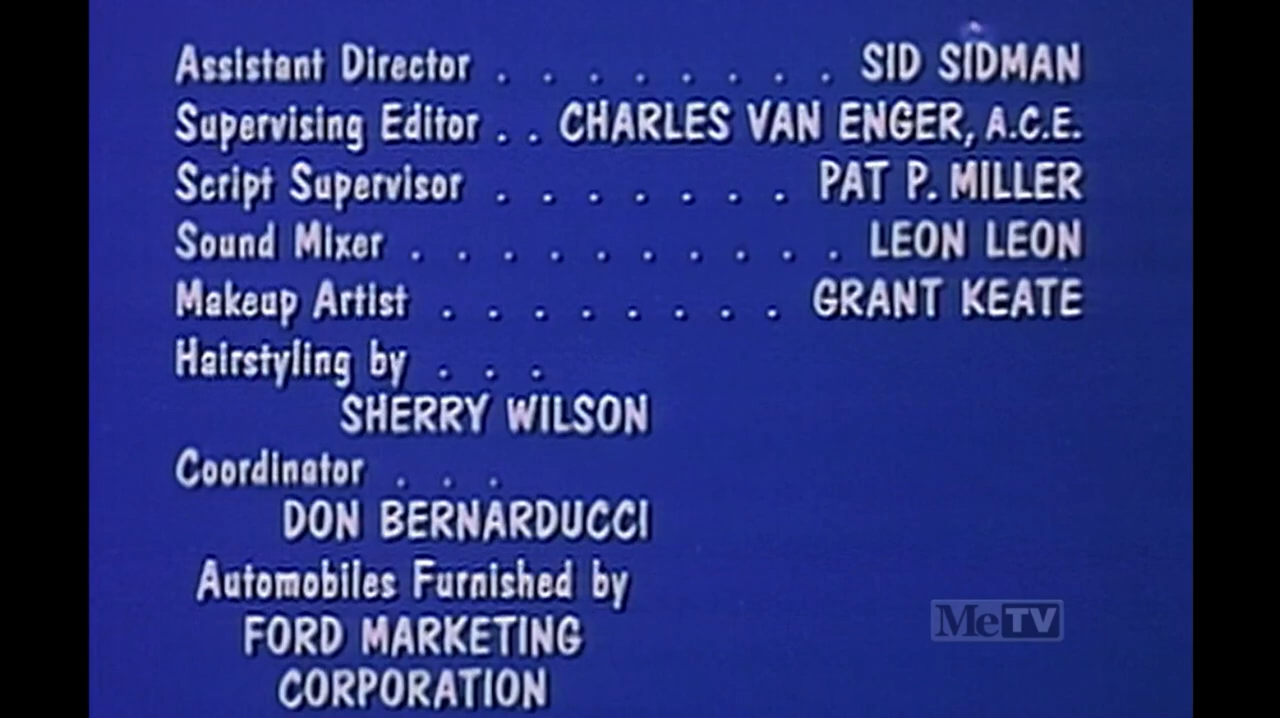 Assistant Director . . . . . . . . SID SIDMAN
Supervising Editor . . CHARLES VAN ENGER, A.C.E.
Script Supervisor . . . . . . . PAT P. MILLER
Sound Mixer . . . . . . . . . . LEON LEON
Makeup Artist . . . . . . . . GRANT KEATE
Hairstyling by . . .
SHERRY WILSON
Coordinator . . .
DON BERNARDUCCI
Automobiles Furnished by
FORD MARKETING
CORPORATION
MeTV